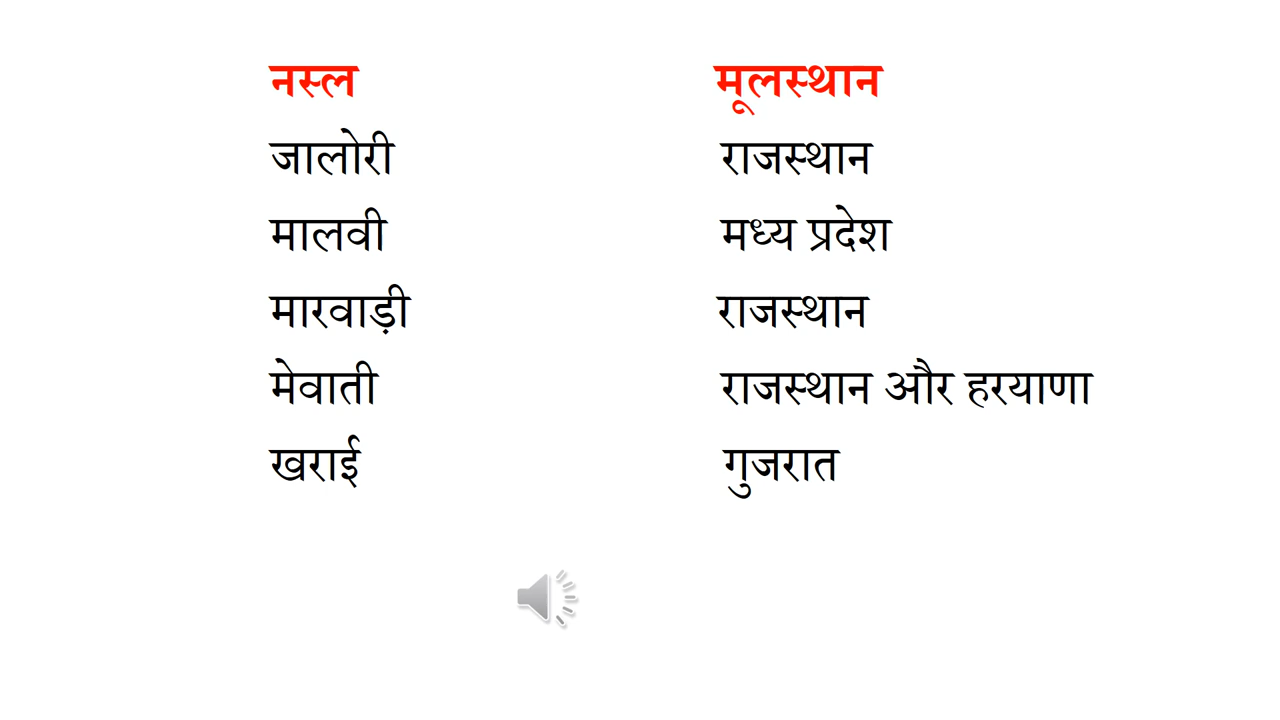 नस्ल मूलस्थान
जालोरी राजस्थान
मालवी मध्य प्रदेश
मारवाड़ी राजस्थान
मेवाती राजस्थान और हरयाणा
खराई गुजरात